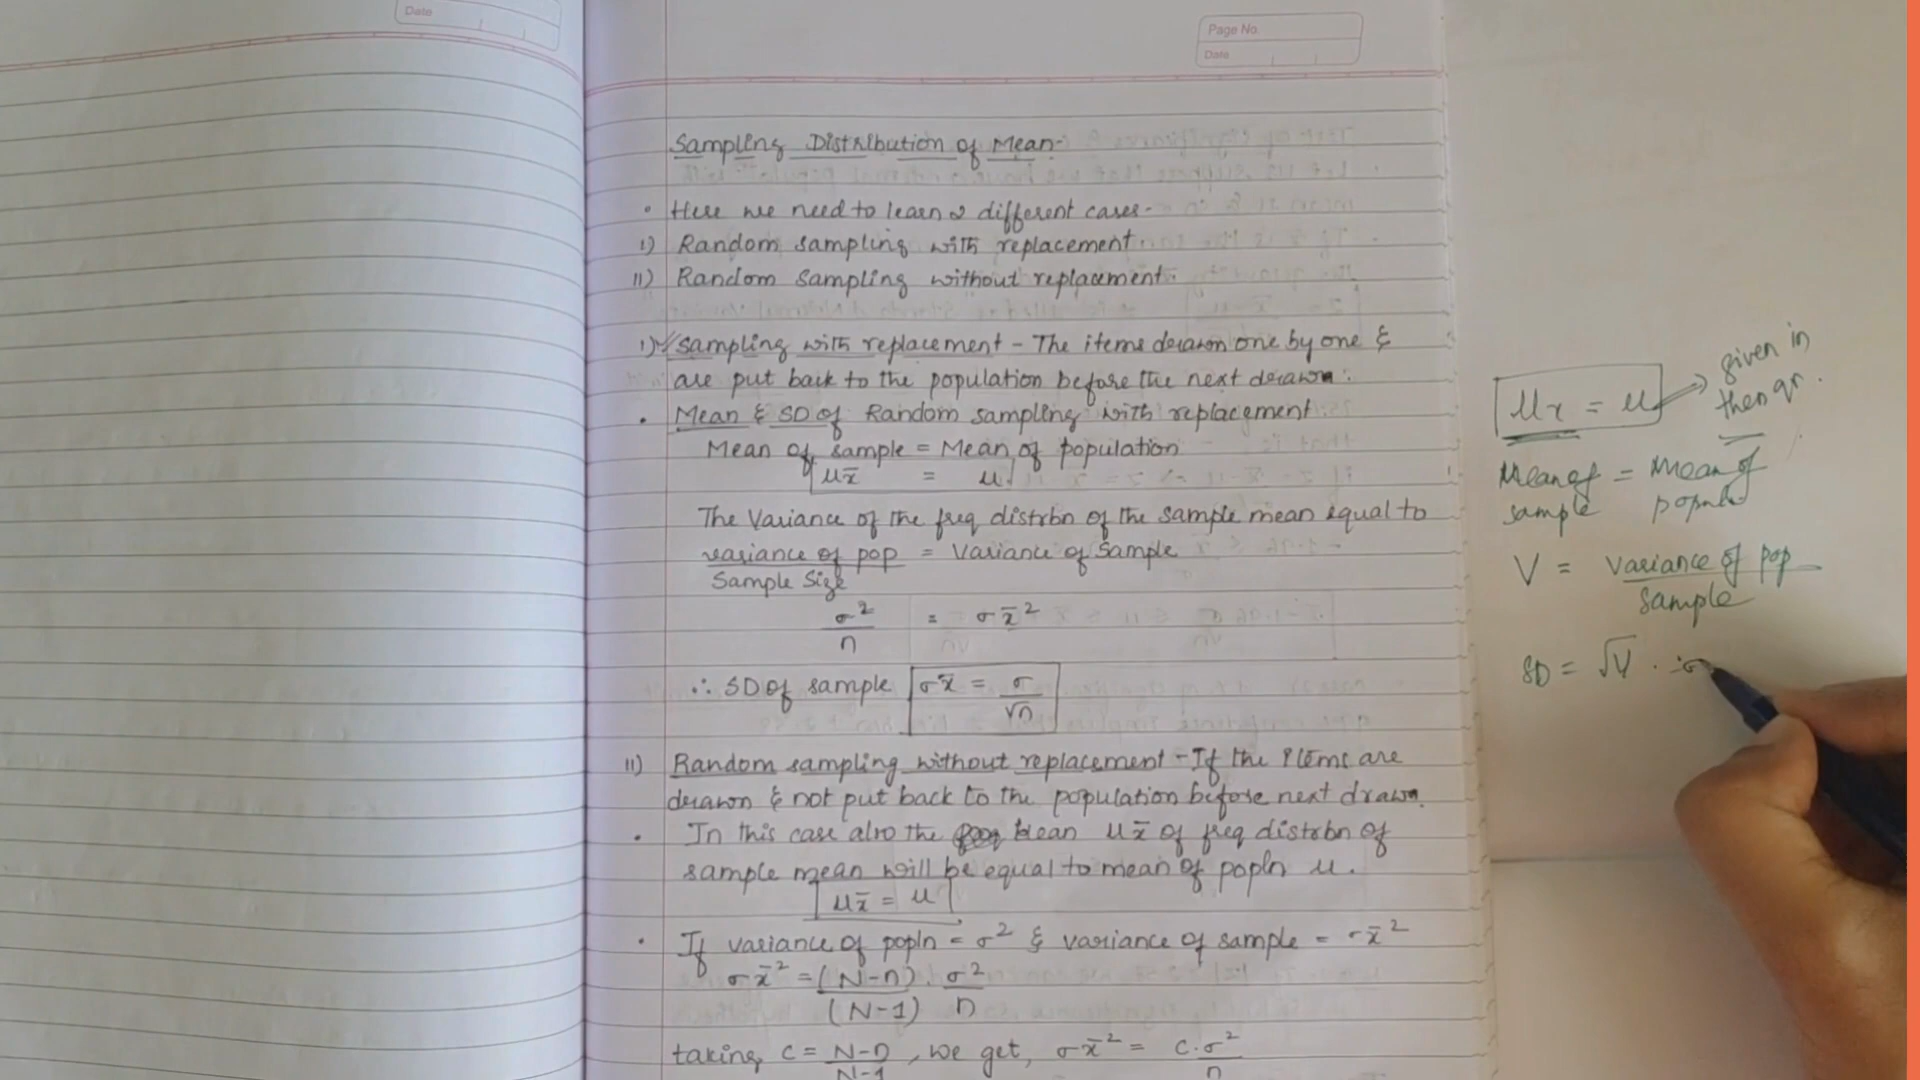 Date
Page No.
Date
Sampling Distribution of Mean-
• Here we need to learn 2 different cases-
i) Random sampling with replacement
ii) Random Sampling without replacement.
i) Sampling with replacement - The items drawn one by one &
are put back to the population before the next drawn.
• Mean & SD of Random sampling with replacement
Mean of sample = Mean of population
μx̄ = μ
The Variance of the freq distrbn of the sample mean equal to
variance of pop = Variance of Sample
Sample Size
σ²/n = σx̄²
∴ SD of sample σx̄ = σ/√n
ii) Random sampling without replacement - If the items are
drawn & not put back to the population before next drawn.
• In this case also the Mean μx̄ of freq distrbn of
sample mean will be equal to mean of popln μ.
μx̄ = μ
• If variance of popln = σ² & variance of sample = σx̄²
σx̄² = (N-n)/(N-1) . σ²/n
taking c = N-n/N-1, we get, σx̄² = c.σ²/n
μx = μ → given in
the qn.
Mean of = Mean of
sample popul
V = variance of pop
sample
SD = √V . σ